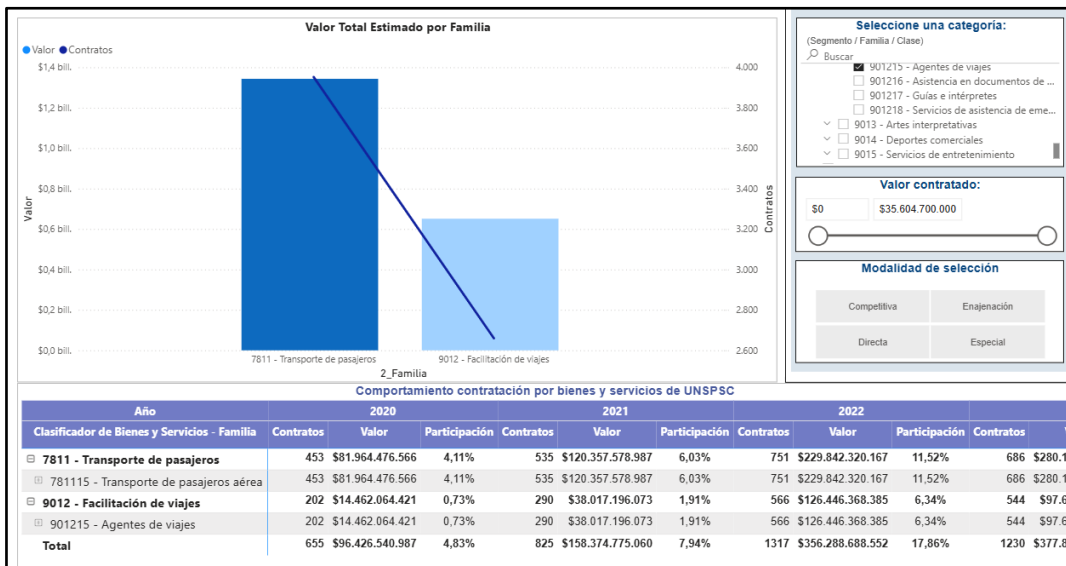 Valor Total Estimado por Familia
Valor Contratos
$1,4 bill.
$1,2 bill.
$1,0 bill.
$0,8 bill.
$0,6 bill.
$0,4 bill.
$0,2 bill.
$0,0 bill.
Valor
4.000
3.800
3.600
3.400
3.200
3.000
2.800
2.600
Contratos
7811 - Transporte de pasajeros 9012 - Facilitación de viajes
2_Familia
Seleccione una categoría:
(Segmento / Familia / Clase)
Buscar
901215 - Agentes de viajes
901216 - Asistencia en documentos de ...
901217 - Guías e intérpretes
901218 - Servicios de asistencia de eme...
9013 - Artes interpretativas
9014 - Deportes comerciales
9015 - Servicios de entretenimiento
Valor contratado:
$0 $35.604.700.000
Modalidad de selección
Competitiva Enajenación
Directa Especial
Comportamiento contratación por bienes y servicios de UNSPSC
Año 2020 2021 2022
Clasificador de Bienes y Servicios - Familia Contratos Valor Participación Contratos Valor Participación Contratos Valor Participación Contratos V
7811 - Transporte de pasajeros 453 $81.964.476.566 4,11% 535 $120.357.578.987 6,03% 751 $229.842.320.167 11,52% 686 $280.1
781115 - Transporte de pasajeros aérea 453 $81.964.476.566 4,11% 535 $120.357.578.987 6,03% 751 $229.842.320.167 11,52% 686 $280.1
9012 - Facilitación de viajes 202 $14.462.064.421 0,73% 290 $38.017.196.073 1,91% 566 $126.446.368.385 6,34% 544 $97.6
901215 - Agentes de viajes 202 $14.462.064.421 0,73% 290 $38.017.196.073 1,91% 566 $126.446.368.385 6,34% 544 $97.6
Total 655 $96.426.540.987 4,83% 825 $158.374.775.060 7,94% 1317 $356.288.688.552 17,86% 1230 $377.8